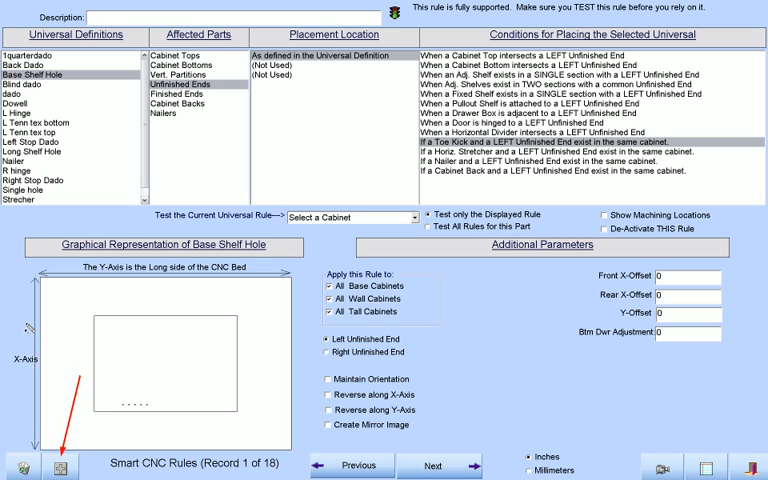 Description:
This rule is fully supported. Make sure you TEST this rule before you rely on it.
Universal Definitions
Affected Parts
Placement Location
Conditions for Placing the Selected Universal
1quarterdado
Back Dado
Base Shelf Hole
Blind dado
dado
Dowell
L Hinge
L Tenn tex bottom
L Tenn tex top
Left Stop Dado
Long Shelf Hole
Nailer
R hinge
Right Stop Dado
Single hole
Strecher
Cabinet Tops
Cabinet Bottoms
Vert. Partitions
Unfinished Ends
Finished Ends
Cabinet Backs
Nailers
As defined in the Universal Definition
(Not Used)
(Not Used)
When a Cabinet Top intersects a LEFT Unfinished End
When a Cabinet Bottom intersects a LEFT Unfinished End
When an Adj. Shelf exists in a SINGLE section with a LEFT Unfinished End
When Adj. Shelves exist in TWO sections with a common Unfinished End
When a Fixed Shelf exists in a SINGLE section with a LEFT Unfinished End
When a Pullout Shelf is attached to a LEFT Unfinished End
When a Drawer Box is adjacent to a LEFT Unfinished End
When a Door is hinged to a LEFT Unfinished End
When a Horizontal Divider intersects a LEFT Unfinished End
If a Toe Kick and a LEFT Unfinished End exist in the same cabinet.
If a Horiz. Stretcher and a LEFT Unfinished End exist in the same cabinet.
If a Nailer and a LEFT Unfinished End exist in the same cabinet.
If a Cabinet Back and a LEFT Unfinished End exist in the same cabinet.
Test the Current Universal Rule--->
Select a Cabinet
Test only the Displayed Rule
Test All Rules for this Part
Show Machining Locations
De-Activate THIS Rule
Graphical Representation of Base Shelf Hole
Additional Parameters
The Y-Axis is the Long side of the CNC Bed
X-Axis
Apply this Rule to:
All Base Cabinets
All Wall Cabinets
All Tall Cabinets
Left Unfinished End
Right Unfinished End
Maintain Orientation
Reverse along X-Axis
Reverse along Y-Axis
Create Mirror Image
Front X-Offset 0
Rear X-Offset 0
Y-Offset 0
Btm Dwr Adjustment: 0
Smart CNC Rules (Record 1 of 18)
Previous
Next
Inches
Millimeters